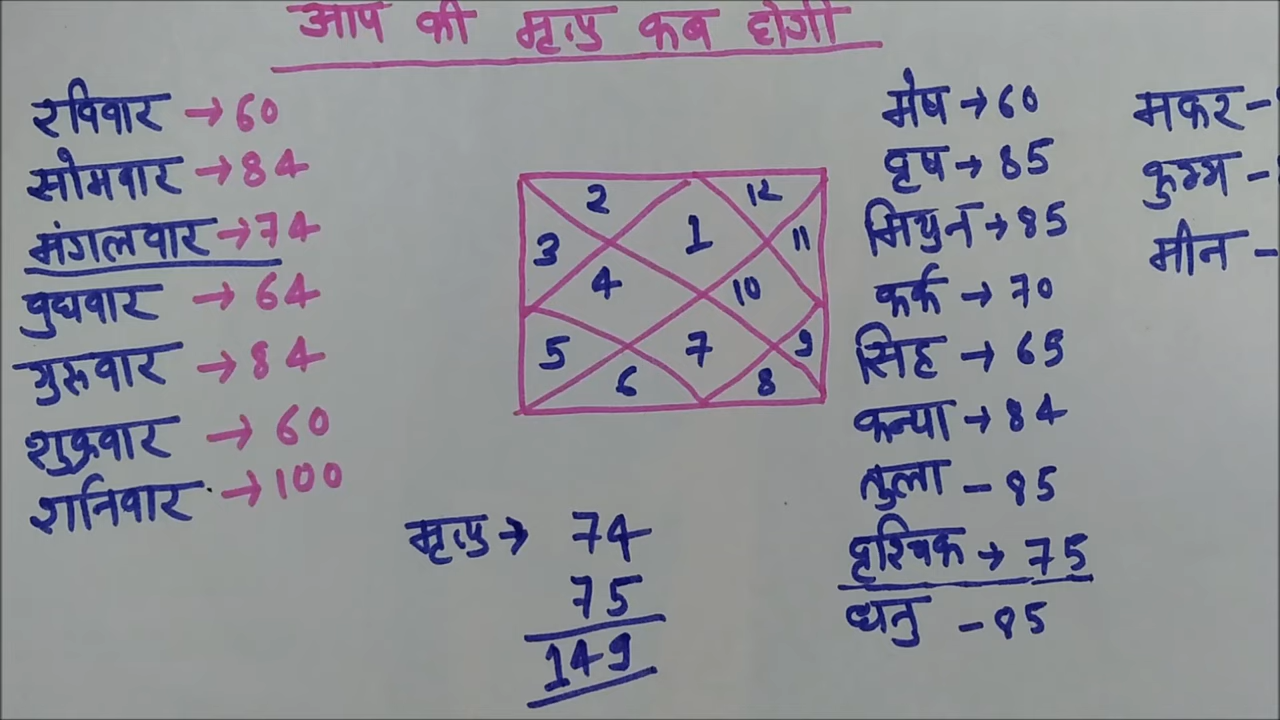 आप की मृत्यु कब होगी
रविवार → 60
सोमवार → 84
मंगलवार → 74
बुधवार → 64
गुरुवार → 84
शुक्रवार → 60
शनिवार → 100
2
12
3
1
11
4
10
5
7
9
6
8
मृत्यु → 74
75
149
मेष → 60
वृष → 85
मिथुन → 85
कर्क → 70
सिंह → 65
कन्या → 84
तुला - 85
वृश्चिक → 75
धनु - 85
मकर -
कुम्भ -
मीन -